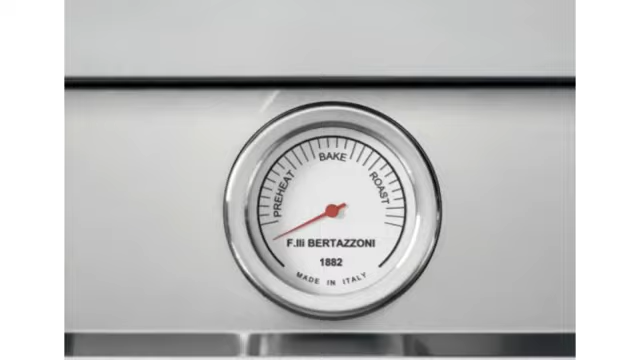 PREHEAT
BAKE
ROAST
F.lli BERTAZZONI
1882
MADE IN ITALY